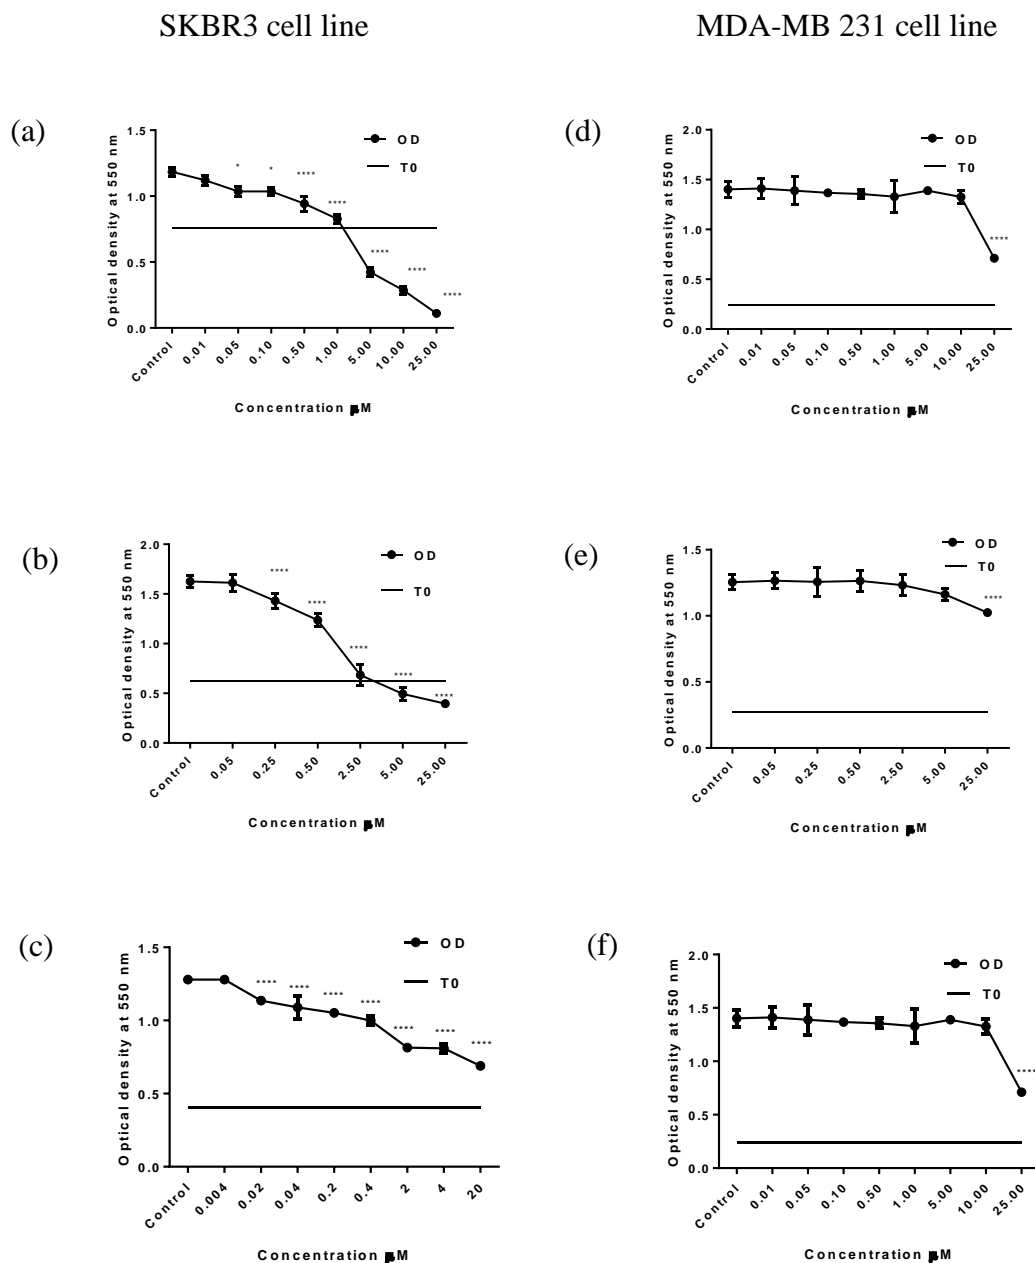 SKBR3 cell line
MDA-MB 231 cell line
(a)
Optical density at 550 nm
1.5
1.0
0.5
0.0
OD
T0
*
*
****
****
****
****
****
Control
0.01
0.05
0.10
0.50
1.00
5.00
10.00
25.00
Concentration μM
(d)
Optical density at 550 nm
2.0
1.5
1.0
0.5
0.0
OD
T0
****
Control
0.01
0.05
0.10
0.50
1.00
5.00
10.00
25.00
Concentration μM
(b)
Optical density at 550 nm
2.0
1.5
1.0
0.5
0.0
OD
T0
****
****
****
****
****
Control
0.05
0.25
0.50
2.50
5.00
25.00
Concentration μM
(e)
Optical density at 550 nm
1.5
1.0
0.5
0.0
OD
T0
****
Control
0.05
0.25
0.50
2.50
5.00
25.00
Concentration μM
(c)
Optical density at 550 nm
1.5
1.0
0.5
0.0
OD
T0
****
****
****
****
****
****
****
Control
0.004
0.02
0.04
0.2
0.4
2
4
20
Concentration μM
(f)
Optical density at 550 nm
2.0
1.5
1.0
0.5
0.0
OD
T0
****
Control
0.01
0.05
0.10
0.50
1.00
5.00
10.00
25.00
Concentration μM